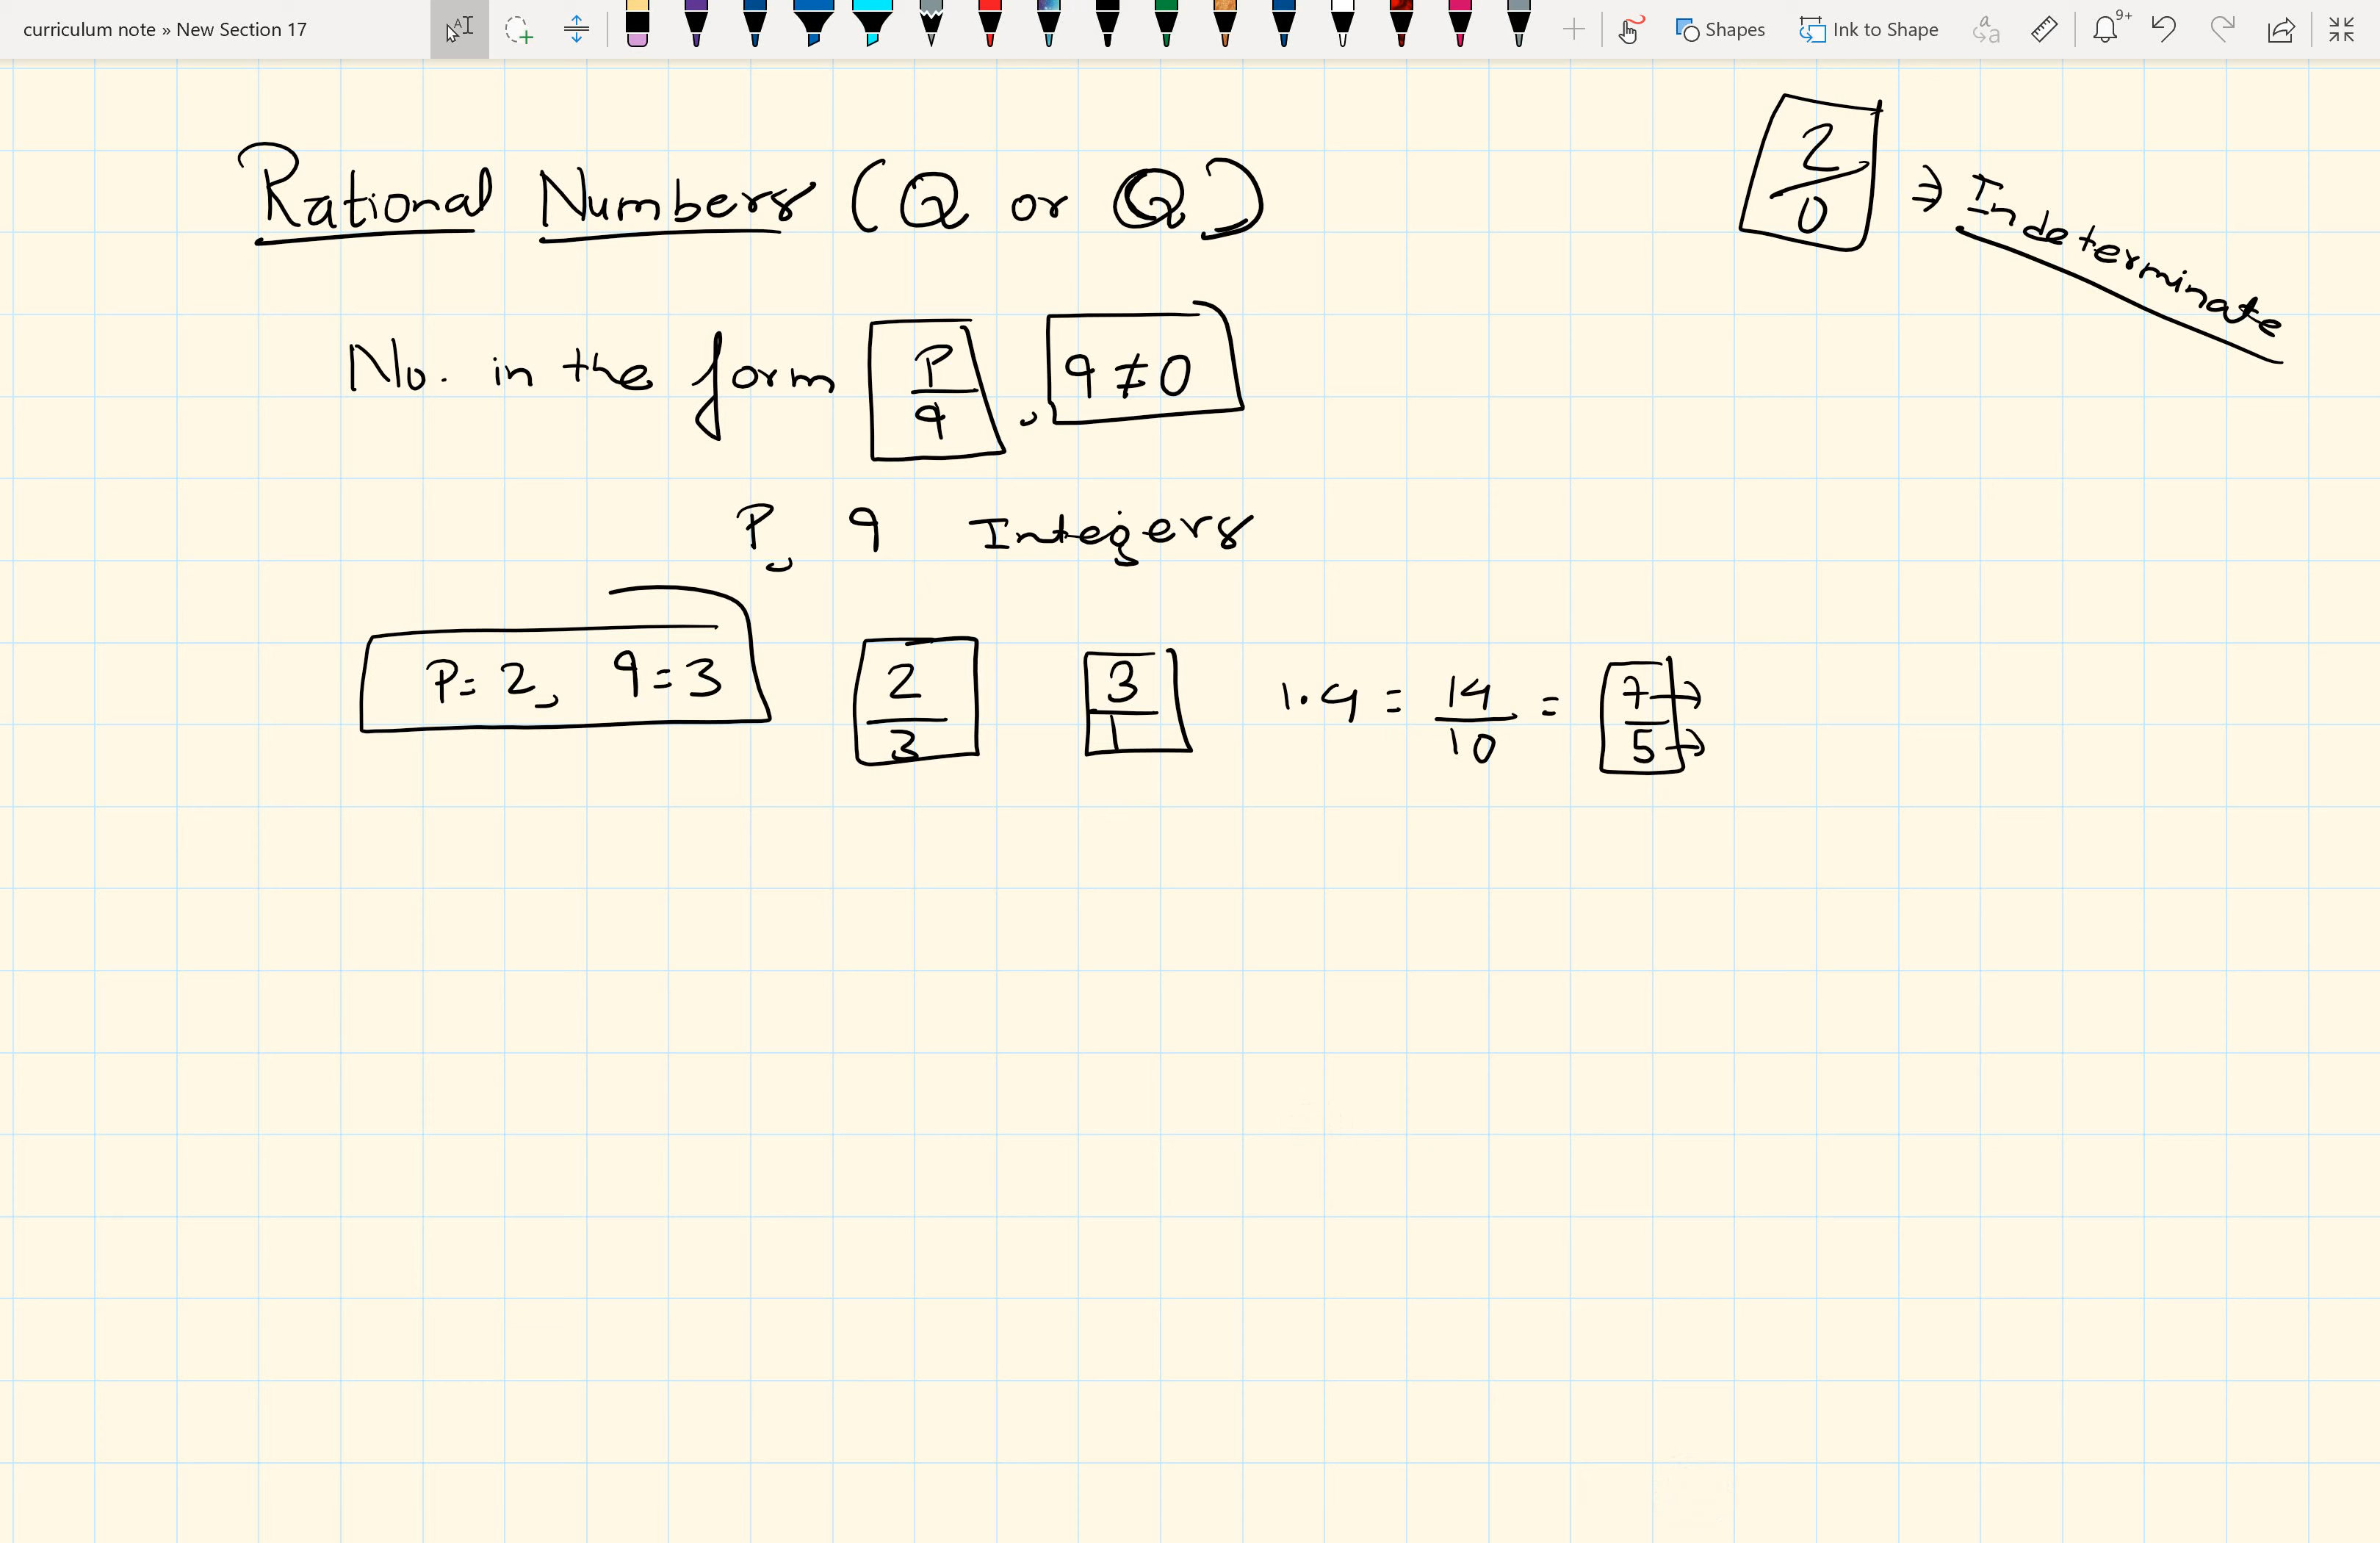 curriculum note » New Section 17
9+
Shapes
Ink to Shape
Rational Numbers (Q or Q)
2/0 ⇒ Indeterminate
No. in the form P/q , q ≠ 0
P, q Integers
P = 2, q = 3 2/3 3/1 1.4 = 14/10 = 7/5